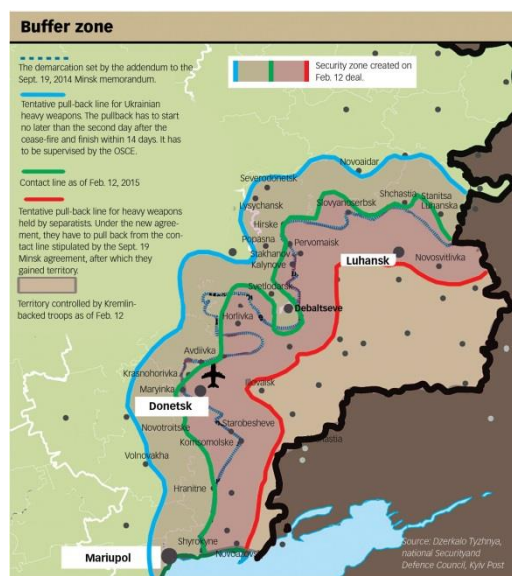 Buffer zone
The demarcation set by the addendum to the
Sept. 19, 2014 Minsk memorandum.
Security zone created on
Feb. 12 deal.
Tentative pull-back line for Ukrainian
heavy weapons. The pullback has to start
no later than the second day after the
cease-fire and finish within 14 days. It has
to be supervised by the OSCE.
Contact line as of Feb. 12, 2015
Tentative pull-back line for heavy weapons
held by separatists. Under the new agree-
ment, they have to pull back from the con-
tact line stipulated by the Sept. 19
Minsk agreement, after which they
gained territory.
Territory controlled by Kremlin-
backed troops as of Feb. 12
Novoaidar
Severodonetsk
Lysychansk
Shchastia
Stanitsa
Luhanska
Slovyanoserbsk
Hirske
Popasna
Pervomaisk
Stakhanov
Kalynove
Luhansk
Novosvitlivka
Svetlodarsk
Debaltseve
Horlivka
Avdiivka
Krasnohorivka
Maryinka
Ilovaisk
Donetsk
Novotroitske
Starobesheve
Komsomolske
Volnovakha
Hranitne
Shyrokyne
Mariupol
Source: Dzerkalo Tyzhnya,
national Securityand
Defence Council, Kyiv Post